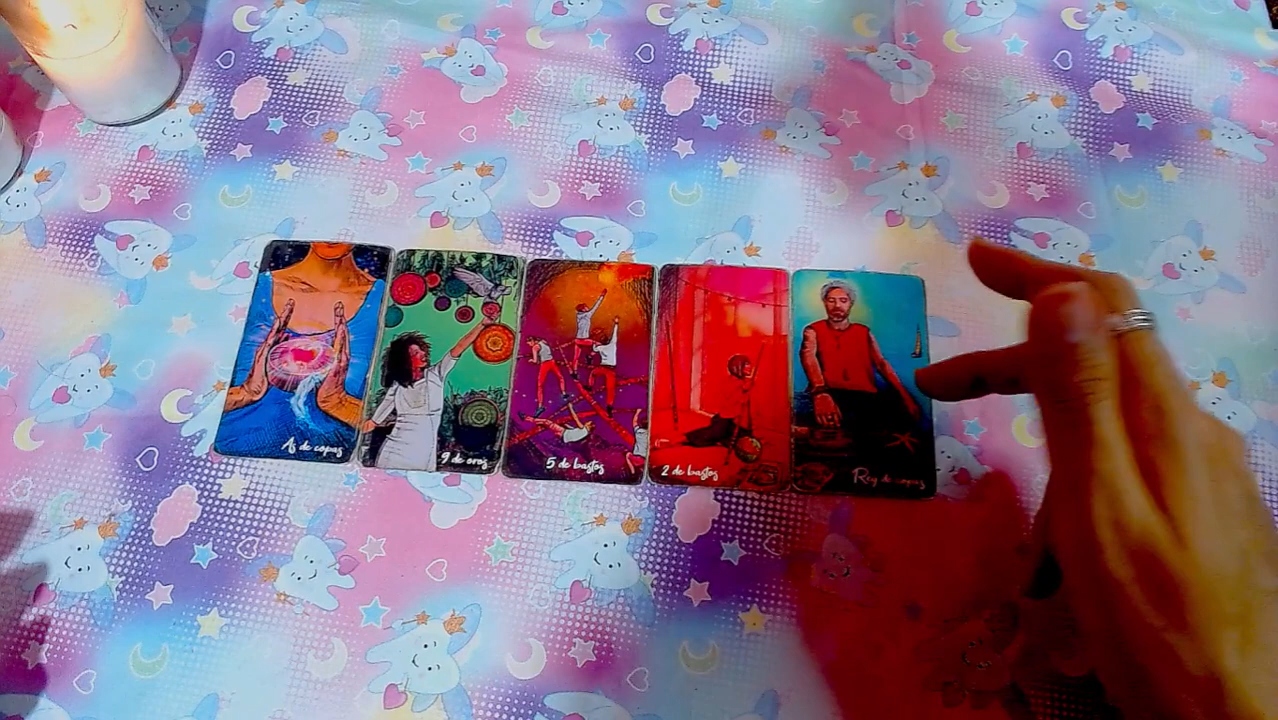 As de copas
9 de oros
5 de bastos
2 de bastos
Rey de copas